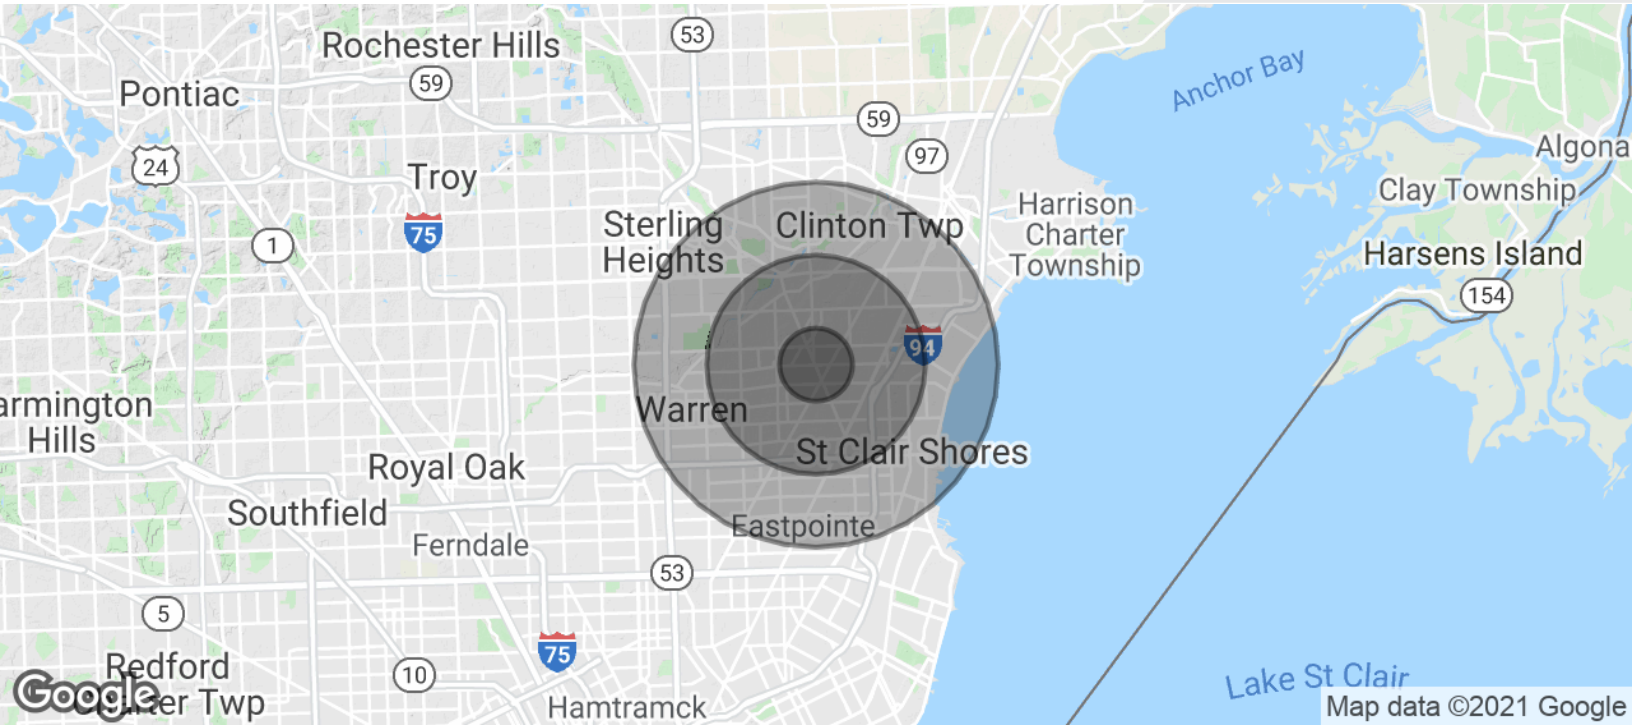 53
Rochester Hills
59
Pontiac
Anchor Bay
59
97
Algona
24
Troy
Clay Township
Harrison
Charter
Township
Sterling
Heights
Clinton Twp
75
1
Harsens Island
154
94
armington
Hills
Warren
St Clair Shores
Royal Oak
Southfield
Eastpointe
Ferndale
53
5
75
Redford
Charter Twp
10
Google
Hamtramck
Lake St Clair
Map data ©2021 Google